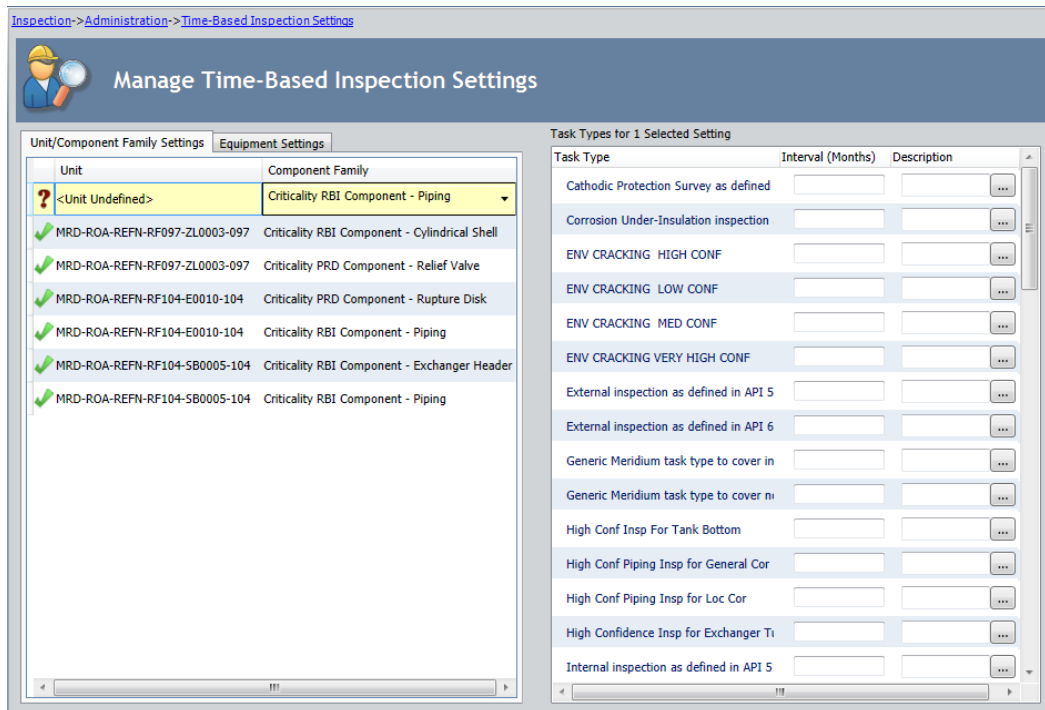 Inspection->Administration->Time-Based Inspection Settings
Manage Time-Based Inspection Settings
Unit/Component Family Settings
Equipment Settings
Unit Component Family
? <Unit Undefined> Criticality RBI Component - Piping
MRD-ROA-REFN-RF097-ZL0003-097 Criticality RBI Component - Cylindrical Shell
MRD-ROA-REFN-RF097-ZL0003-097 Criticality PRD Component - Relief Valve
MRD-ROA-REFN-RF104-E0010-104 Criticality PRD Component - Rupture Disk
MRD-ROA-REFN-RF104-E0010-104 Criticality RBI Component - Piping
MRD-ROA-REFN-RF104-SB0005-104 Criticality RBI Component - Exchanger Header
MRD-ROA-REFN-RF104-SB0005-104 Criticality RBI Component - Piping
Task Types for 1 Selected Setting
Task Type Interval (Months) Description
Cathodic Protection Survey as defined ...
Corrosion Under-Insulation inspection ...
ENV CRACKING  HIGH CONF ...
ENV CRACKING  LOW CONF ...
ENV CRACKING  MED CONF ...
ENV CRACKING VERY HIGH CONF ...
External inspection as defined in API 5 ...
External inspection as defined in API 6 ...
Generic Meridium task type to cover in ...
Generic Meridium task type to cover ...
High Conf Insp For Tank Bottom ...
High Conf Piping Insp for General Cor ...
High Conf Piping Insp for Loc Cor ...
High Confidence Insp for Exchanger ...
Internal inspection as defined in API 5 ...